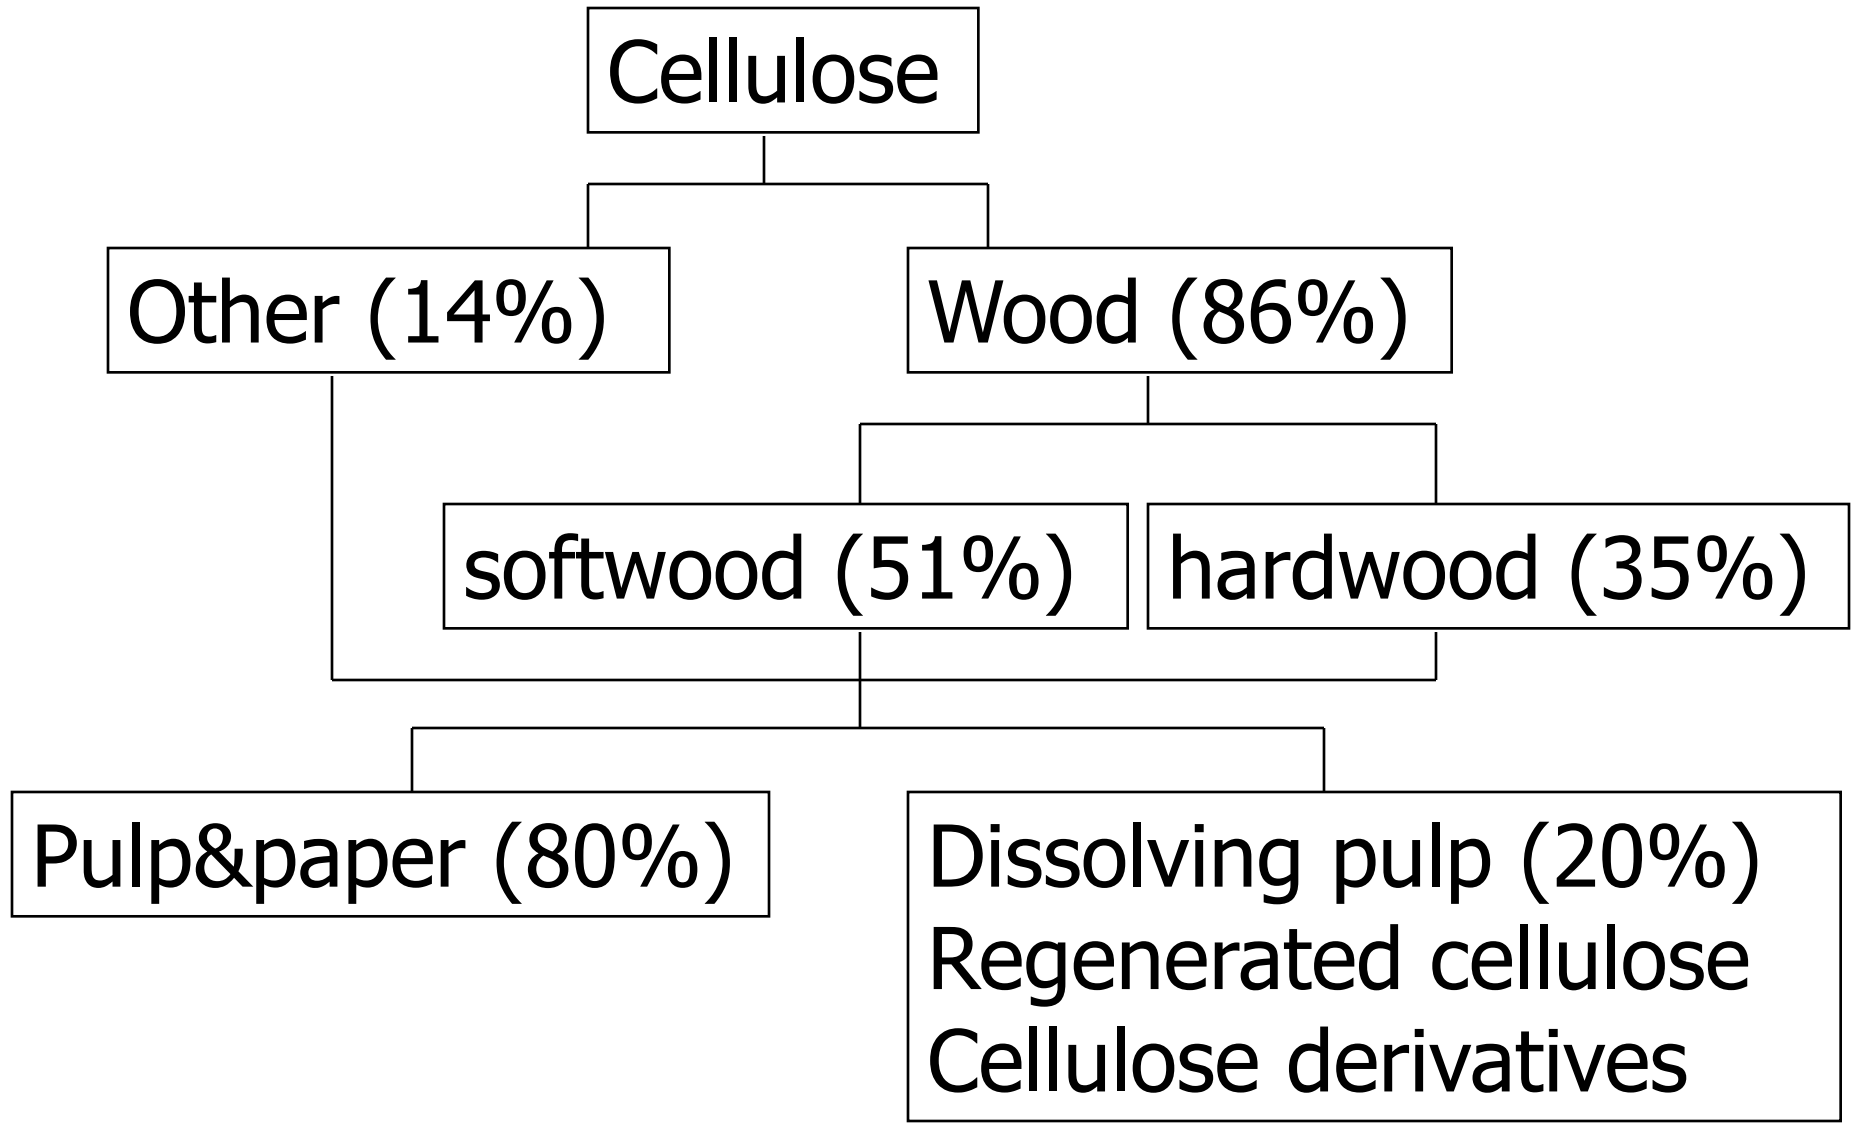 Cellulose
Other (14%)
Wood (86%)
softwood (51%)
hardwood (35%)
Pulp&paper (80%)
Dissolving pulp (20%)
Regenerated cellulose
Cellulose derivatives